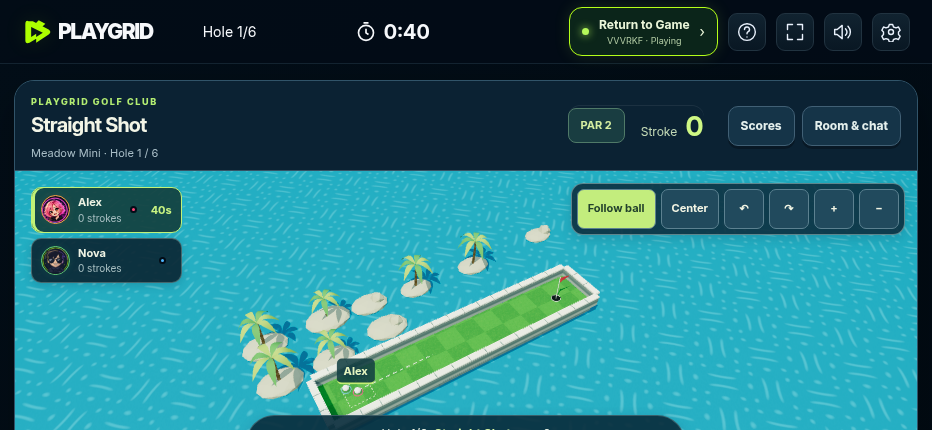 PLAYGRID
Hole 1/6
0:40
Return to Game
VVVRKF · Playing
PLAYGRID GOLF CLUB
Straight Shot
Meadow Mini · Hole 1 / 6
PAR 2
Stroke 0
Scores
Room & chat
Alex
0 strokes
40s
Nova
0 strokes
Follow ball
Center
Alex